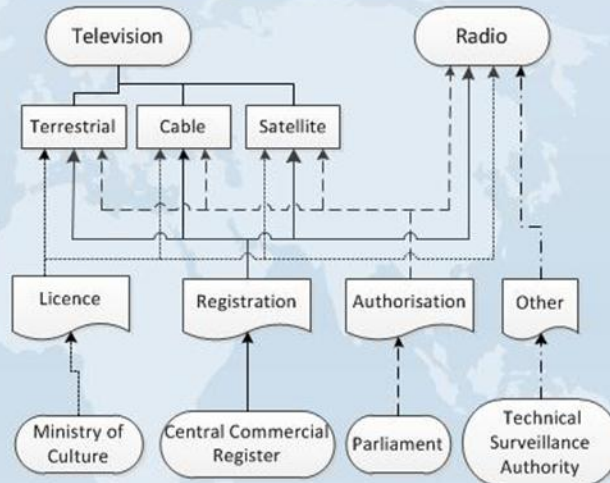 Television
Radio
Terrestrial
Cable
Satellite
Licence
Registration
Authorisation
Other
Ministry of
Culture
Central Commercial
Register
Parliament
Technical
Surveillance
Authority